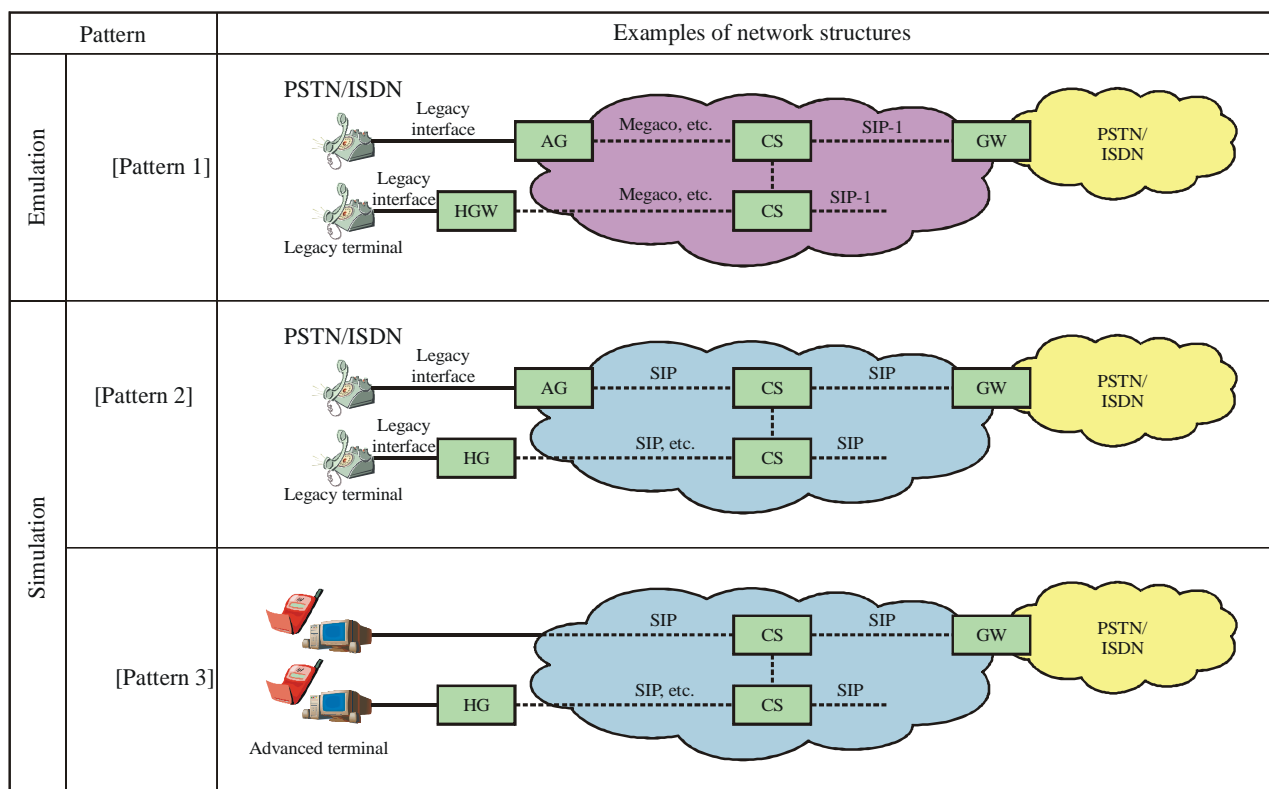 Pattern
Examples of network structures
Emulation
[Pattern 1]
PSTN/ISDN
Legacy
interface
AG
Megaco, etc.
CS
SIP-1
GW
PSTN/
ISDN
Legacy
interface
HGW
Megaco, etc.
CS
SIP-1
Legacy terminal
Simulation
[Pattern 2]
PSTN/ISDN
Legacy
interface
AG
SIP
CS
SIP
GW
PSTN/
ISDN
Legacy
interface
HG
SIP, etc.
CS
SIP
Legacy terminal
[Pattern 3]
SIP
CS
SIP
GW
PSTN/
ISDN
HG
SIP, etc.
CS
SIP
Advanced terminal